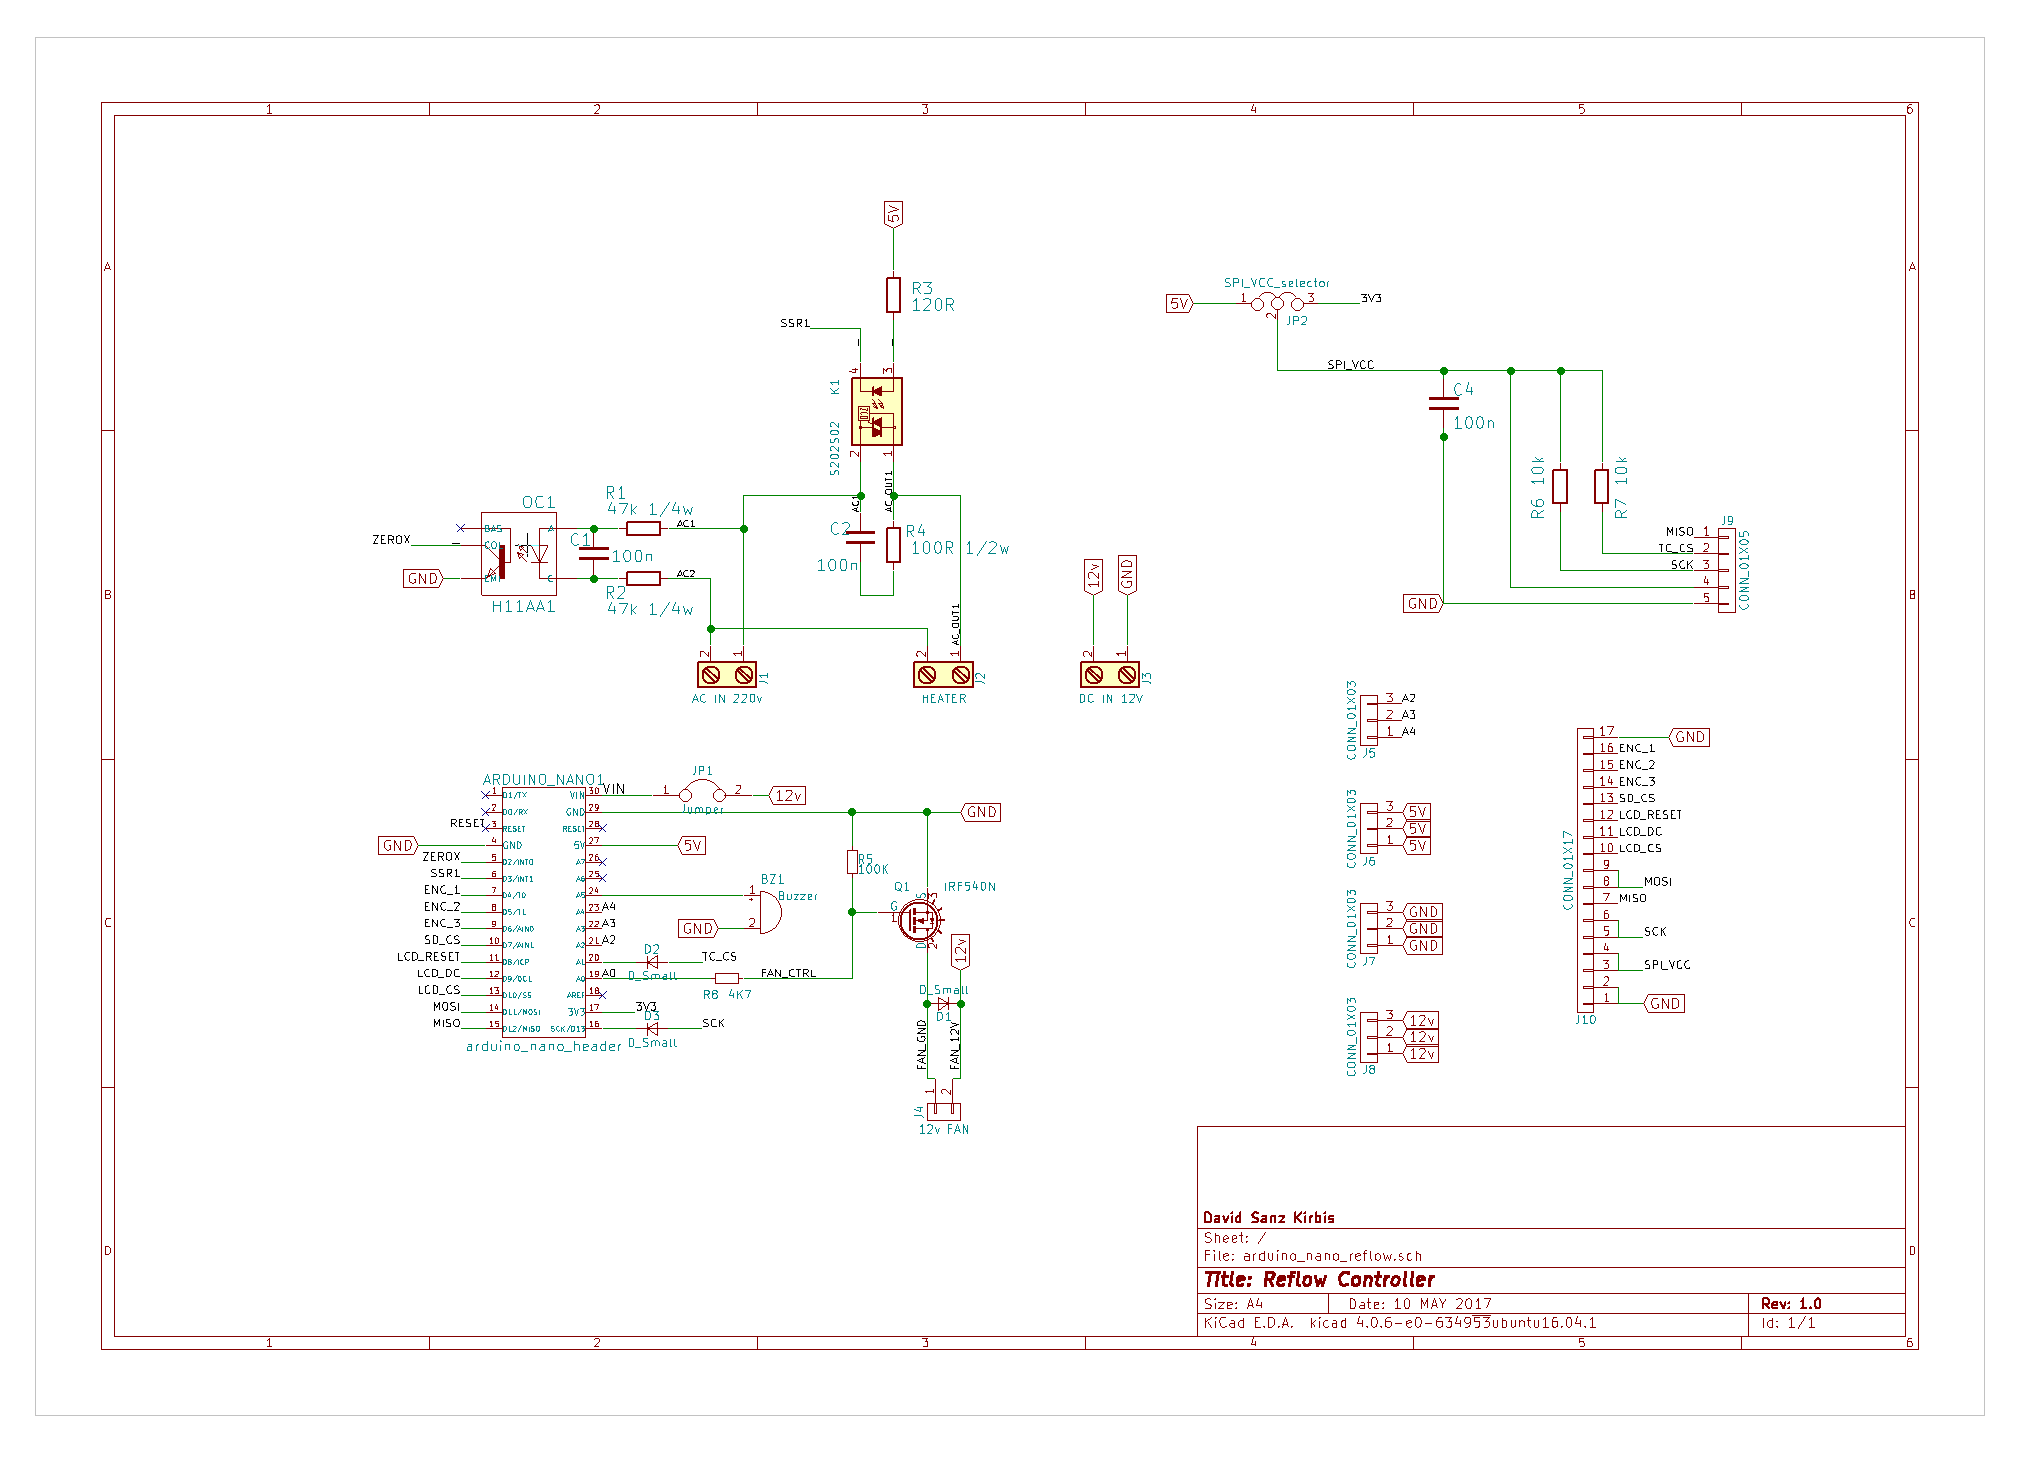 1 2 3 4 5 6
A
B
C
D
A
B
C
D
1 2 3 4 5 6
5V
R3
120R
SSR1
4 3
K1
S202S02
2 1
AC1
AC_OUT1
C2
100n
R4
100R 1/2w
OC1
BAS
COL
EMI
A
C
H11AA1
ZEROX
GND
C1
100n
R1
47k 1/4w
AC1
AC2
R2
47k 1/4w
2 1
J1
AC IN 220v
AC_OUT1
2 1
J2
HEATER
12v
GND
2 1
J3
DC IN 12V
SPI_VCC_selector
5V
1 3
3V3
2
JP2
SPI_VCC
C4
100n
R6 10k
R7 10k
J9
MISO 1
TC_CS 2
SCK 3
4
GND
5
CONN_01X05
CONN_01X03
3 A2
2 A3
1 A4
J5
CONN_01X03
3 5V
2 5V
1 5V
J6
CONN_01X03
3 GND
2 GND
1 GND
J7
CONN_01X03
3 12v
2 12v
1 12v
J8
CONN_01X17
17 GND
16 ENC_1
15 ENC_2
14 ENC_3
13 SD_CS
12 LCD_RESET
11 LCD_DC
10 LCD_CS
9
8 MOSI
7 MISO
6
5 SCK
4
3 SPI_VCC
2
1 GND
J10
ARDUINO_NANO1
1 D1/TX VIN 30 VIN
2 D0/RX GND 29
RESET 3 RESET RESET 28
GND 4 GND 5V 27 5V
ZEROX 5 D2/INT0 A7 26
SSR1 6 D3/INT1 A6 25
ENC_1 7 D4/T0 A5 24
ENC_2 8 D5/T1 A4 23 A4
ENC_3 9 D6/AIN0 A3 22 A3
SD_CS 10 D7/AIN1 A2 21 A2
LCD_RESET 11 D8/ICP A1 20
LCD_DC 12 D9/OC1 A0 19 A0
LCD_CS 13 D10/SS AREF 18
MOSI 14 D11/MOSI 3V3 17 3V3
MISO 15 D12/MISO SCK/D13 16
arduino_nano_header
JP1
1 2
Jumper
12v
GND
R5
100K
BZ1
1
+
Buzzer
GND
2
Q1
IRF540N
G
1
S
3
D
2
D2
D_Small
TC_CS
R8 4K7
FAN_CTRL
D3
D_Small
SCK
12v
D_Small
D1
FAN_GND
FAN_12V
1 2
J4
12v FAN
David Sanz Kirbis
Sheet: /
File: arduino_nano_reflow.sch
Title: Reflow Controller
Size: A4 Date: 10 MAY 2017 Rev: 1.0
KiCad E.D.A. kicad 4.0.6-e0-634953ubuntu16.04.1 Id: 1/1